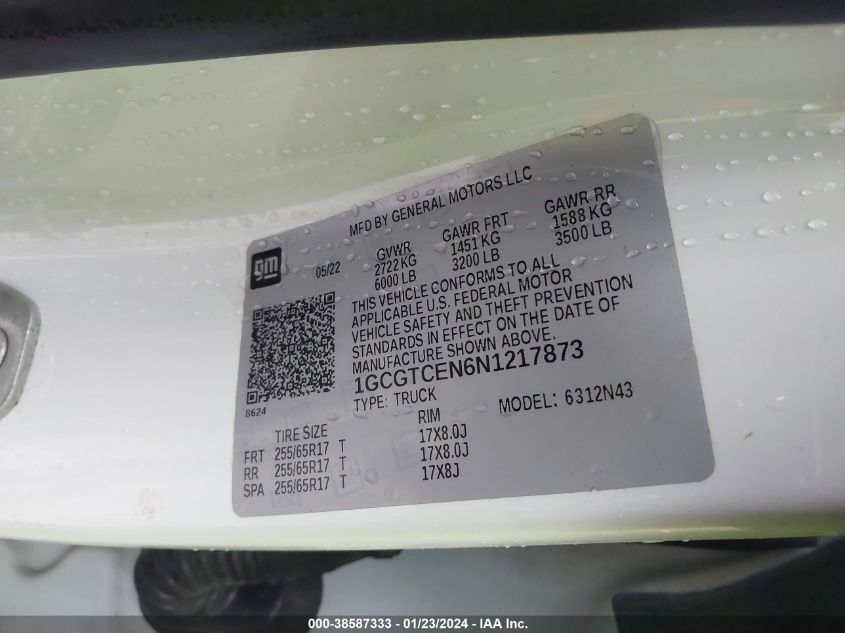 MFD BY GENERAL MOTORS LLC
gm
05/22
GVWR GAWR FRT GAWR RR
2722 KG 1451 KG 1588 KG
6000 LB 3200 LB 3500 LB
THIS VEHICLE CONFORMS TO ALL
APPLICABLE U.S. FEDERAL MOTOR
VEHICLE SAFETY AND THEFT PREVENTION
STANDARDS IN EFFECT ON THE DATE OF
MANUFACTURE SHOWN ABOVE.
1GCGTCEN6N1217873
8624
TYPE: TRUCK MODEL: 6312N43
TIRE SIZE RIM
FRT 255/65R17 T 17X8.0J
RR 255/65R17 T 17X8.0J
SPA 255/65R17 T 17X8J
000-38587333 — 01/23/2024 - IAA Inc.